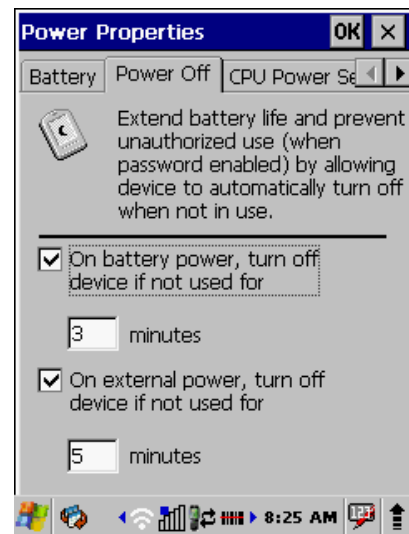 Power Properties OK ×
Battery Power Off CPU Power Se
Extend battery life and prevent
unauthorized use (when
password enabled) by allowing
device to automatically turn off
when not in use.
On battery power, turn off
device if not used for
3 minutes
On external power, turn off
device if not used for
5 minutes
8:25 AM 123